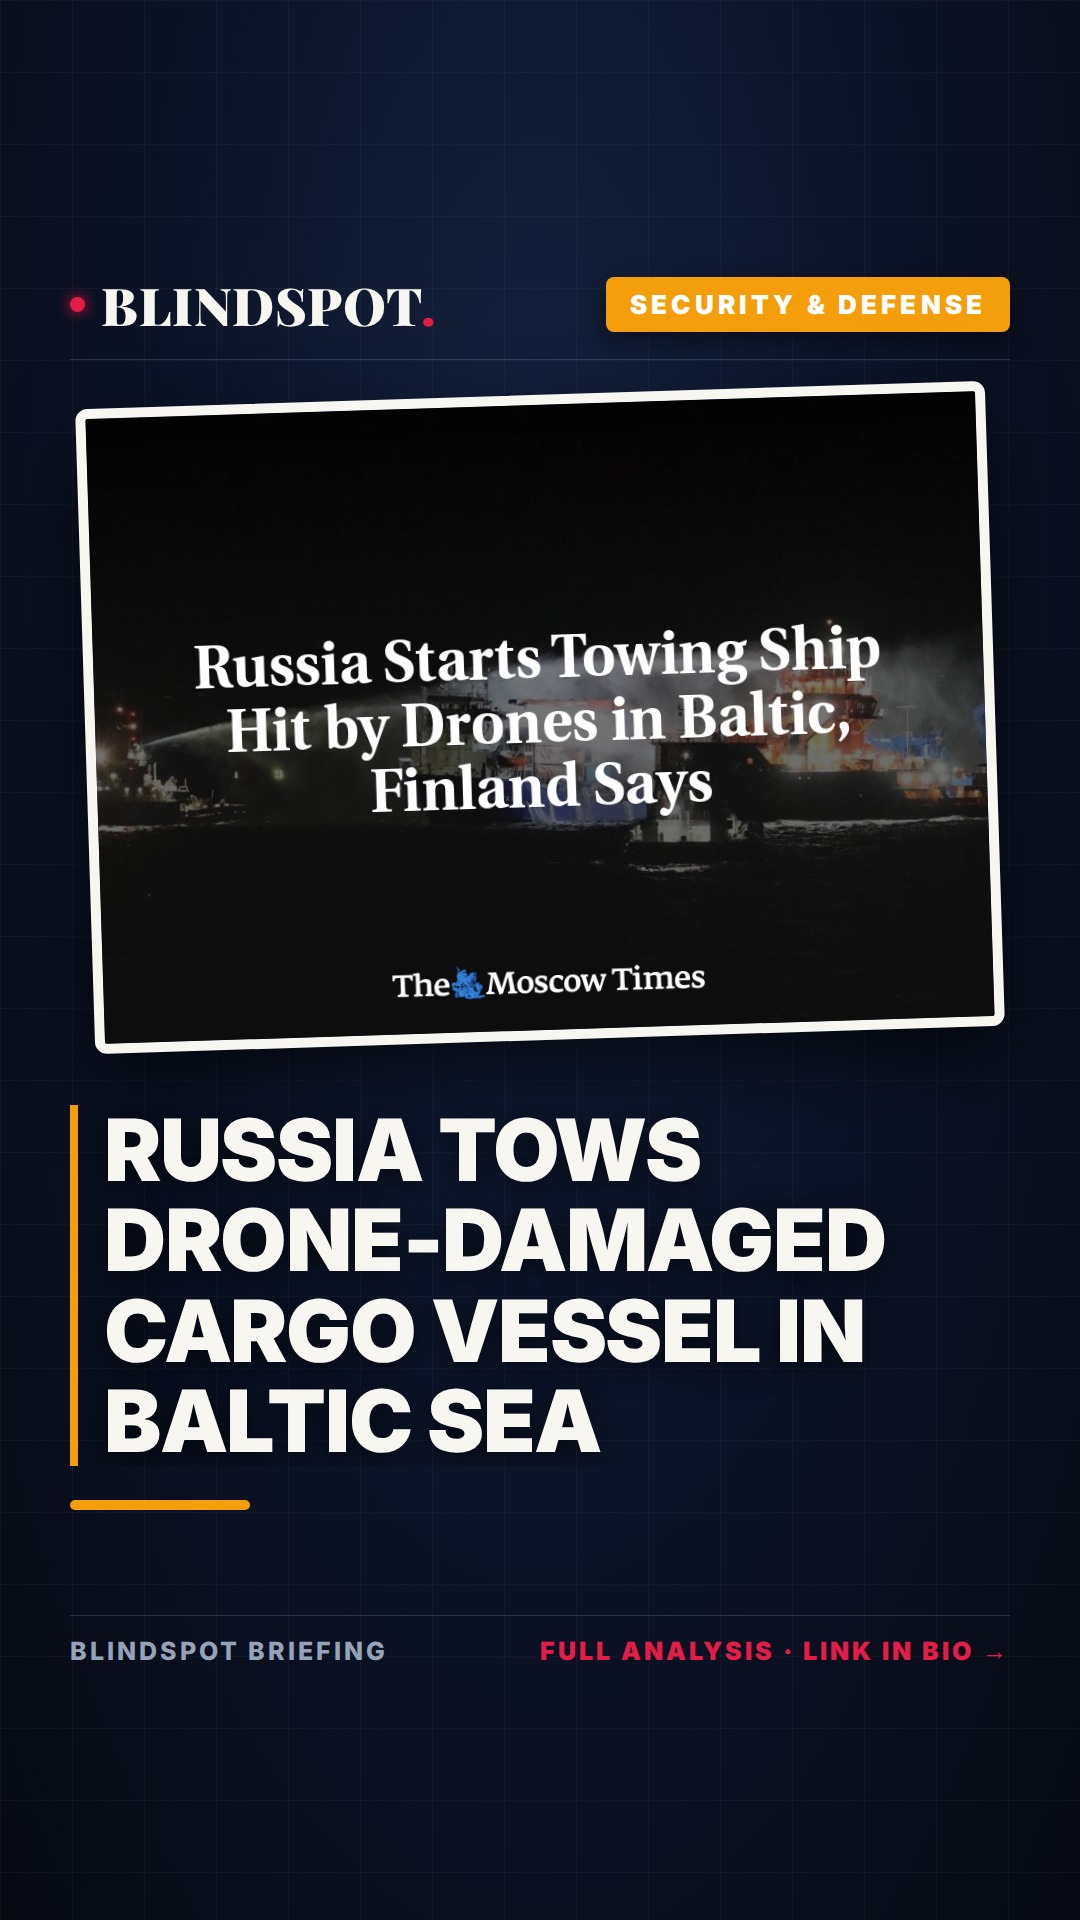 BLINDSPOT.
SECURITY & DEFENSE
Russia Starts Towing Ship
Hit by Drones in Baltic,
Finland Says
The Moscow Times
RUSSIA TOWS
DRONE-DAMAGED
CARGO VESSEL IN
BALTIC SEA
BLINDSPOT BRIEFING
FULL ANALYSIS · LINK IN BIO →